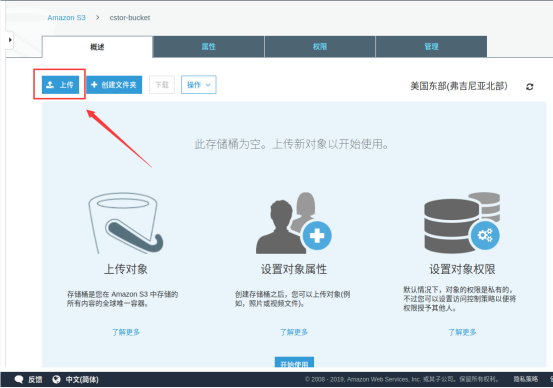 Amazon S3 > cstor-bucket
概述 属性 权限 管理
上传 + 创建文件夹 下载 操作 美国东部(弗吉尼亚北部)
此存储桶为空。上传新对象以开始使用。
上传对象 设置对象属性 设置对象权限
存储桶是您在 Amazon S3 中存储的
所有内容的全球唯一容器。
创建存储桶之后，您可以上传对象(例
如，照片或视频文件)。
默认情况下，对象的权限是私有的，
不过您可以设置访问控制策略以便将
权限授予其他人。
了解更多 了解更多 了解更多
开始使用
反馈 中文(简体) © 2008 - 2019, Amazon Web Services, Inc. 或其子公司。保留所有权利。 隐私策略